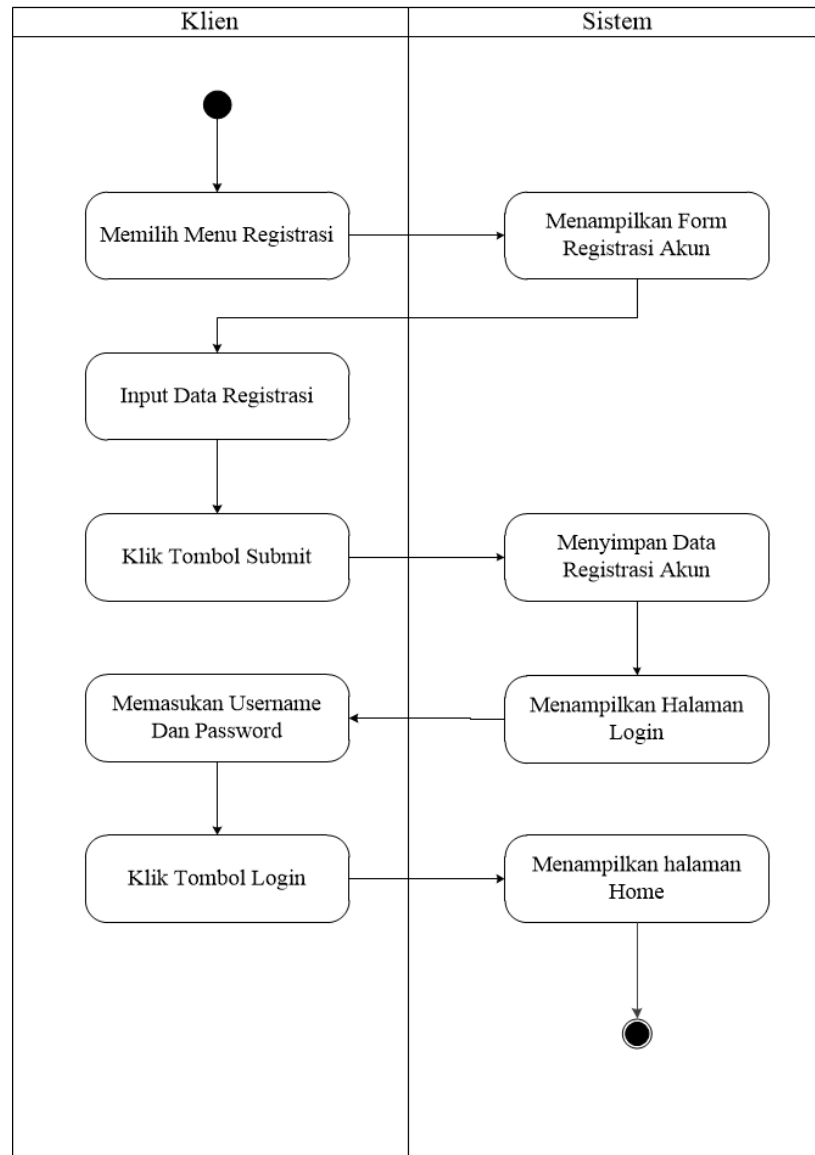 Klien
Sistem
Memilih Menu Registrasi
Menampilkan Form
Registrasi Akun
Input Data Registrasi
Klik Tombol Submit
Menyimpan Data
Registrasi Akun
Memasukan Username
Dan Password
Menampilkan Halaman
Login
Klik Tombol Login
Menampilkan halaman
Home